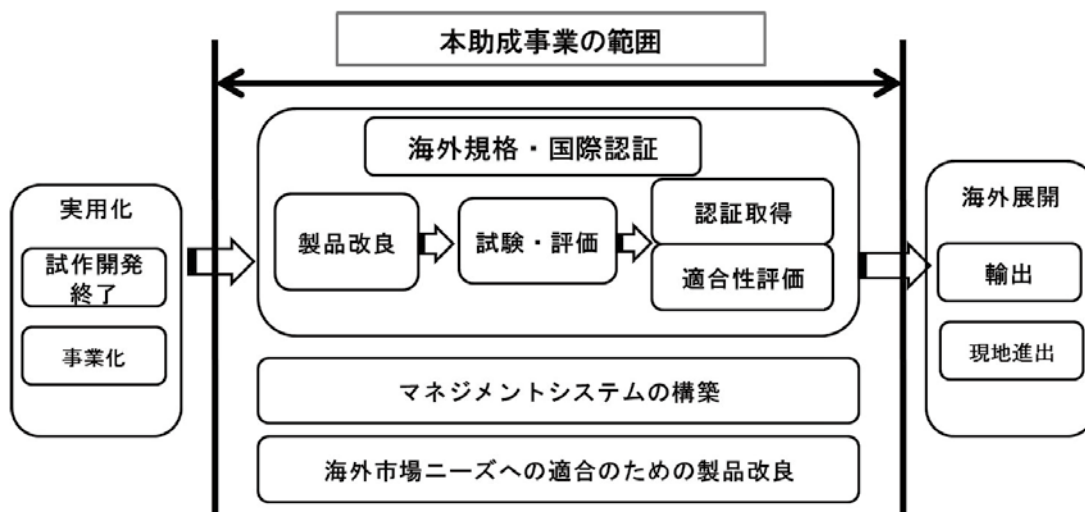 本助成事業の範囲
実用化
試作開発
終了
事業化
海外規格・国際認証
製品改良
試験・評価
認証取得
適合性評価
マネジメントシステムの構築
海外市場ニーズへの適合のための製品改良
海外展開
輸出
現地進出